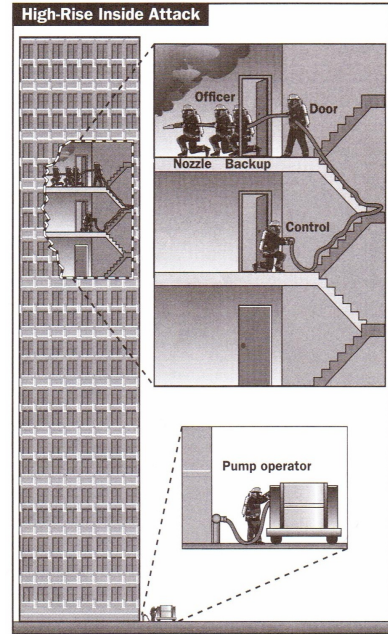 High-Rise Inside Attack
Officer
Door
Nozzle Backup
Control
Pump operator